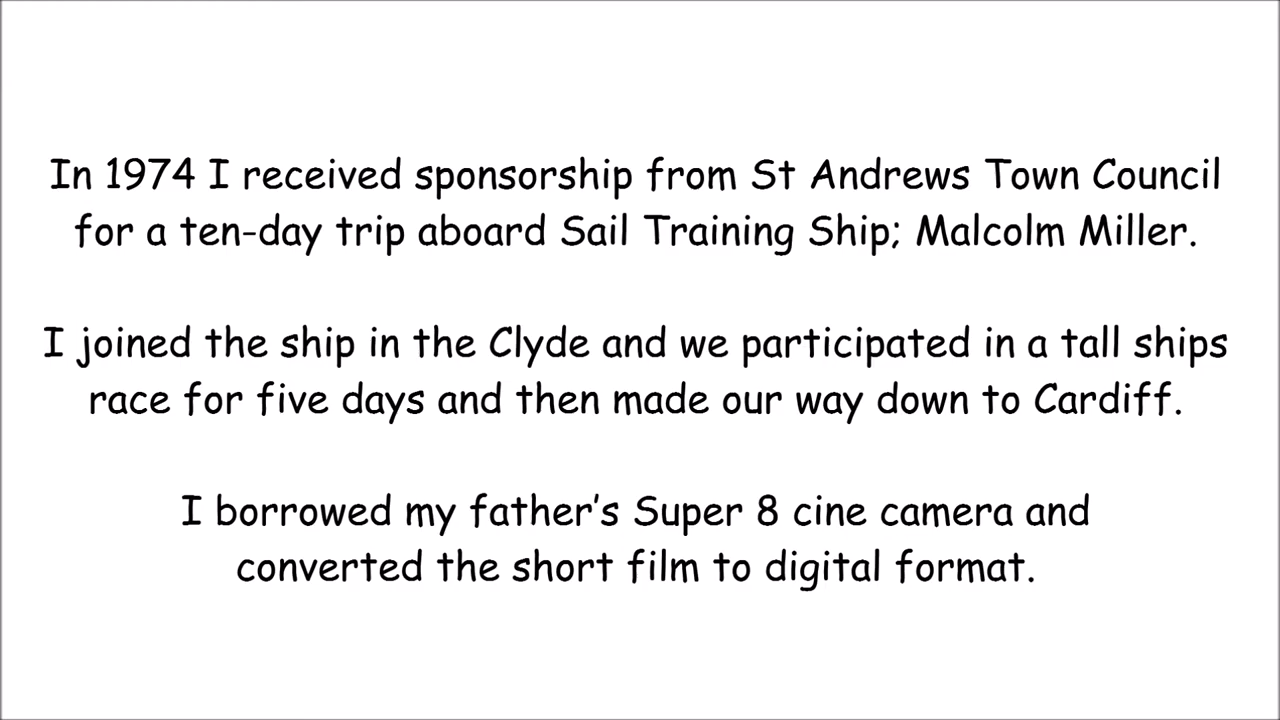 In 1974 I received sponsorship from St Andrews Town Council
for a ten-day trip aboard Sail Training Ship; Malcolm Miller.
I joined the ship in the Clyde and we participated in a tall ships
race for five days and then made our way down to Cardiff.
I borrowed my father’s Super 8 cine camera and
converted the short film to digital format.